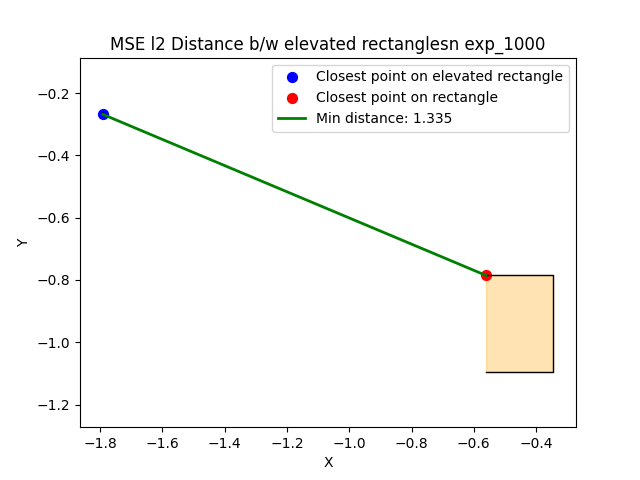 MSE l2 Distance b/w elevated rectanglesn exp_1000
Closest point on elevated rectangle
Closest point on rectangle
Min distance: 1.335
−0.2
−0.4
−0.6
−0.8
−1.0
−1.2
Y
−1.8 −1.6 −1.4 −1.2 −1.0 −0.8 −0.6 −0.4
X